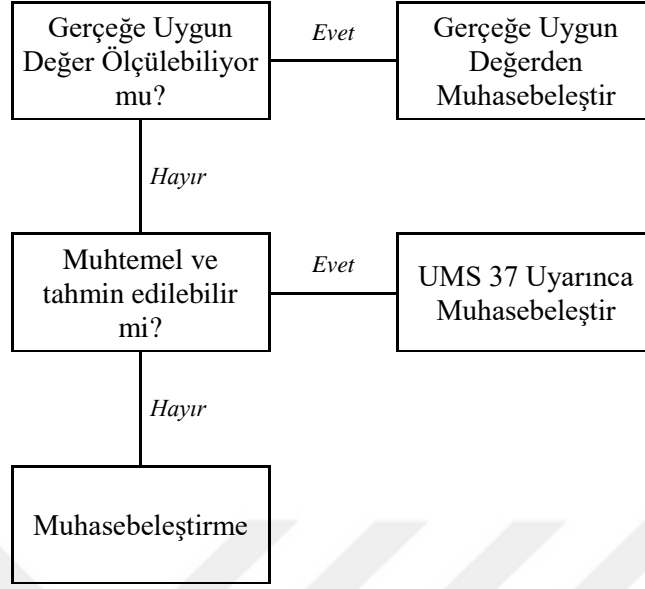 Gerçeğe Uygun
Değer Ölçülebiliyor
mu?
Evet
Gerçeğe Uygun
Değerden
Muhasebeleştir
Hayır
Muhtemel ve
tahmin edilebilir
mi?
Evet
UMS 37 Uyarınca
Muhasebeleştir
Hayır
Muhasebeleştirme